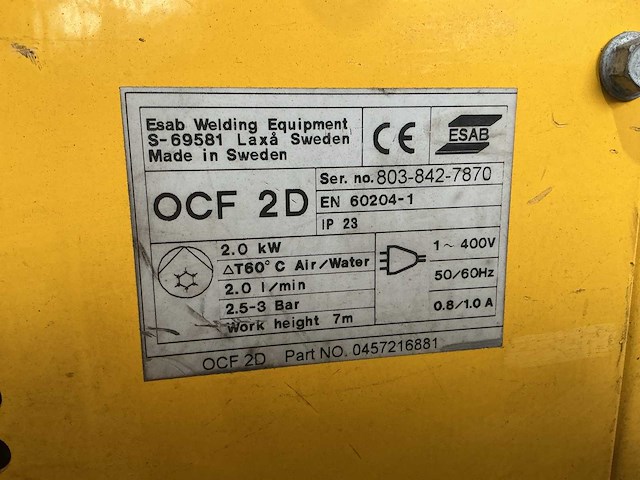 Esab Welding Equipment
S-69581 Laxå Sweden
Made in Sweden
CE
ESAB
OCF 2D
Ser. no. 803-842-7870
EN 60204-1
IP 23
2.0 kW
△T60°C Air/Water
2.0 l/min
2.5-3 Bar
Work height 7m
1~ 400V
50/60Hz
0.8/1.0 A
OCF 2D Part NO. 0457216881